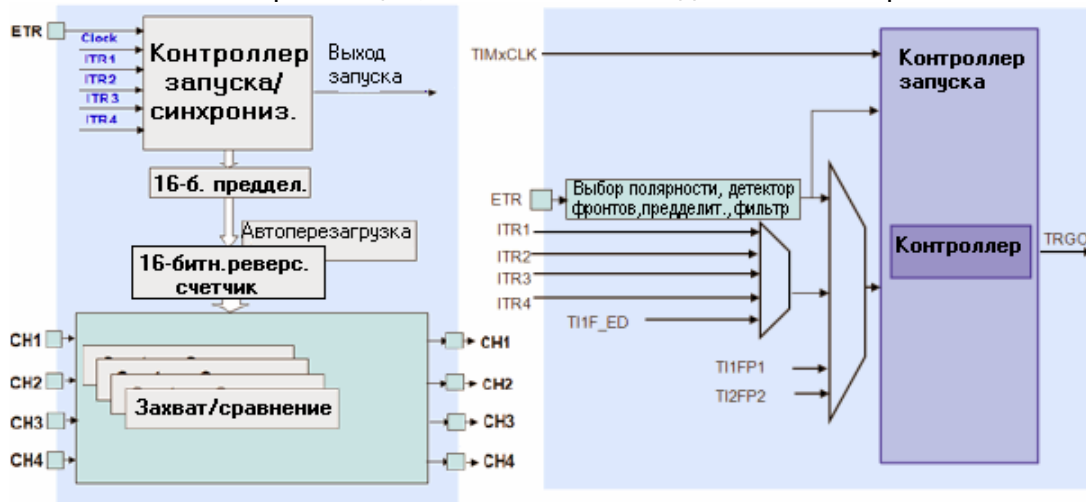 ETR
Clock
ITR1
ITR2
ITR3
ITR4
Контроллер
запуска/
синхрониз.
Выход
запуска
16-б. преддел.
Автоперезагрузка
16-битн.реверс.
счетчик
CH1
CH2
CH3
CH4
Захват/сравнение
CH1
CH2
CH3
CH4
TIMxCLK
Контроллер
запуска
ETR
Выбор полярности, детектор
фронтов,предделит.,фильтр
ITR1
ITR2
ITR3
ITR4
TI1F_ED
TI1FP1
TI2FP2
Контроллер